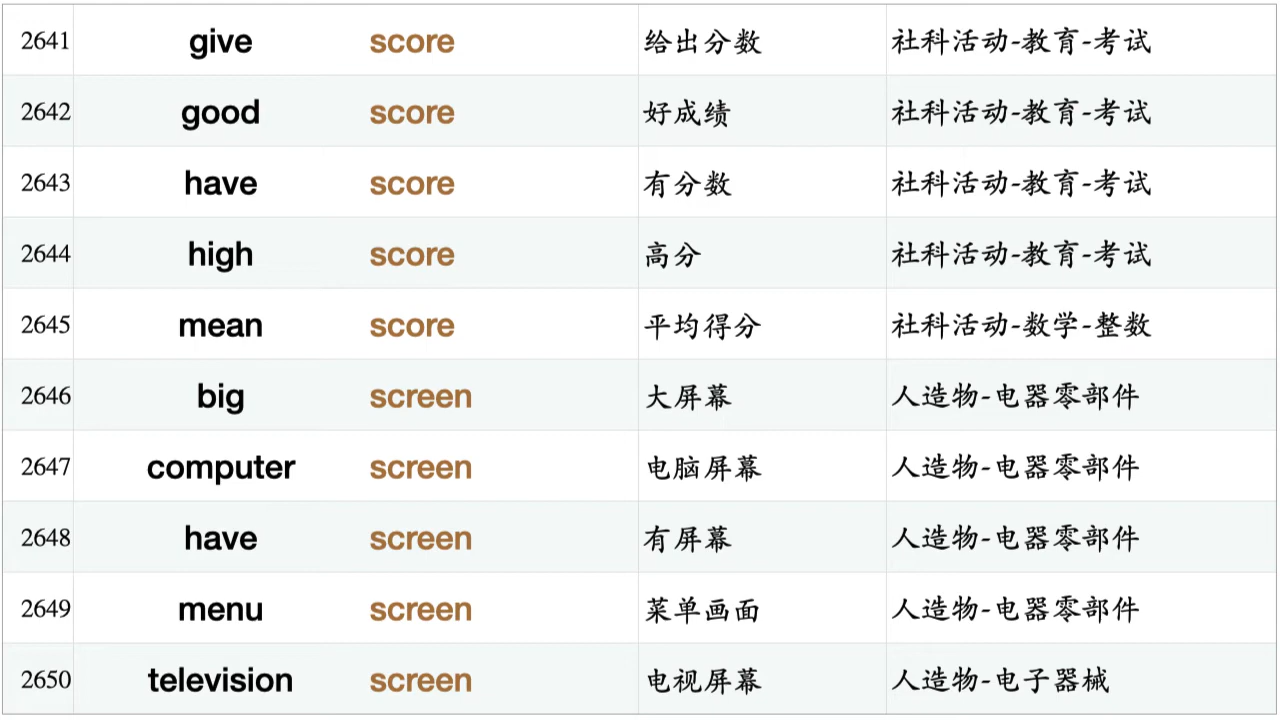 2641 give score 给出分数 社科活动-教育-考试
2642 good score 好成绩 社科活动-教育-考试
2643 have score 有分数 社科活动-教育-考试
2644 high score 高分 社科活动-教育-考试
2645 mean score 平均得分 社科活动-数学-整数
2646 big screen 大屏幕 人造物-电器零部件
2647 computer screen 电脑屏幕 人造物-电器零部件
2648 have screen 有屏幕 人造物-电器零部件
2649 menu screen 菜单画面 人造物-电器零部件
2650 television screen 电视屏幕 人造物-电子器械